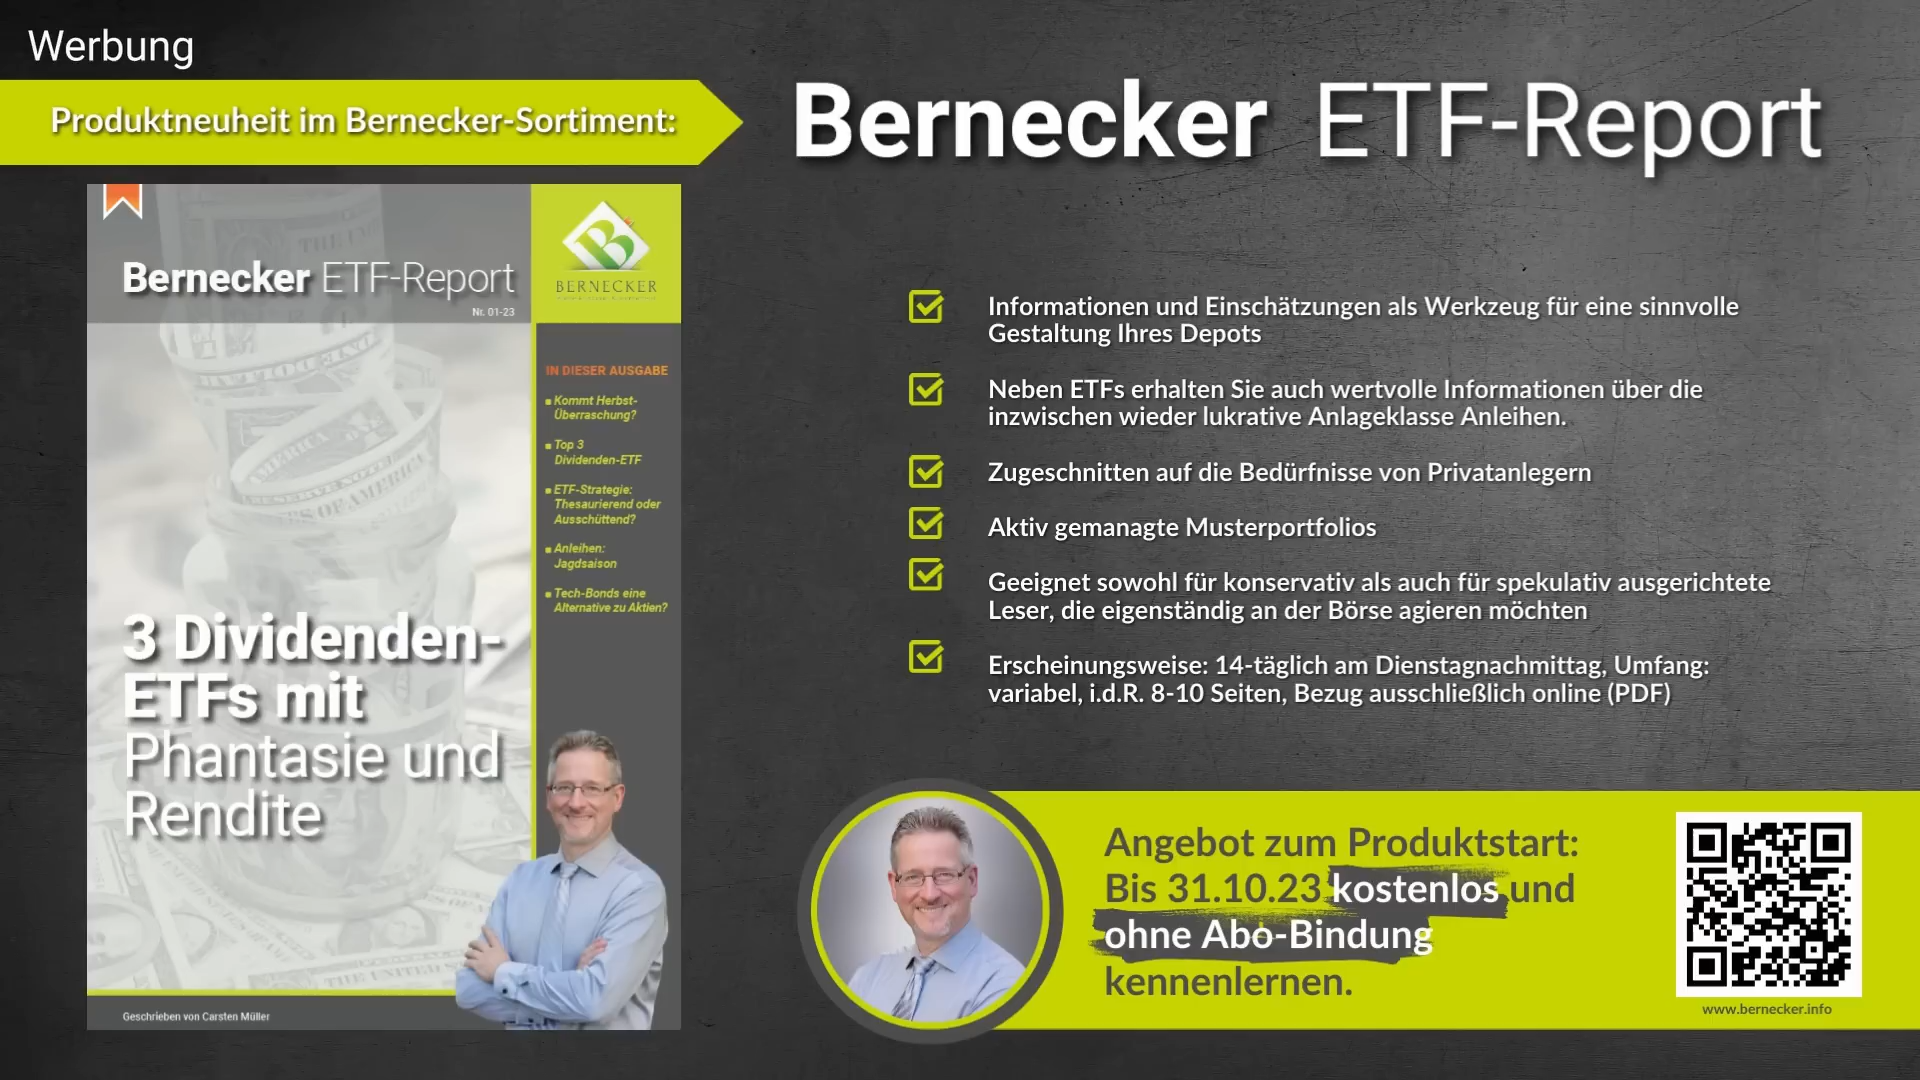 Werbung
Produktneuheit im Bernecker-Sortiment:
Bernecker ETF-Report
Bernecker ETF-Report
Nr. 01-23
BERNECKER
IN DIESER AUSGABE
Kommt Herbst-
Überraschung?
Top 3
Dividenden-ETF
ETF-Strategie:
Thesaurierend oder
Ausschüttend?
Anleihen:
Jagdsaison
Tech-Bonds eine
Alternative zu Aktien?
3 Dividenden-
ETFs mit
Phantasie und
Rendite
Geschrieben von Carsten Müller
Informationen und Einschätzungen als Werkzeug für eine sinnvolle
Gestaltung Ihres Depots
Neben ETFs erhalten Sie auch wertvolle Informationen über die
inzwischen wieder lukrative Anlageklasse Anleihen.
Zugeschnitten auf die Bedürfnisse von Privatanlegern
Aktiv gemanagte Musterportfolios
Geeignet sowohl für konservativ als auch für spekulativ ausgerichtete
Leser, die eigenständig an der Börse agieren möchten
Erscheinungsweise: 14-täglich am Dienstagnachmittag, Umfang:
variabel, i.d.R. 8-10 Seiten, Bezug ausschließlich online (PDF)
Angebot zum Produktstart:
Bis 31.10.23 kostenlos und
ohne Abo-Bindung
kennenlernen.
www.bernecker.info